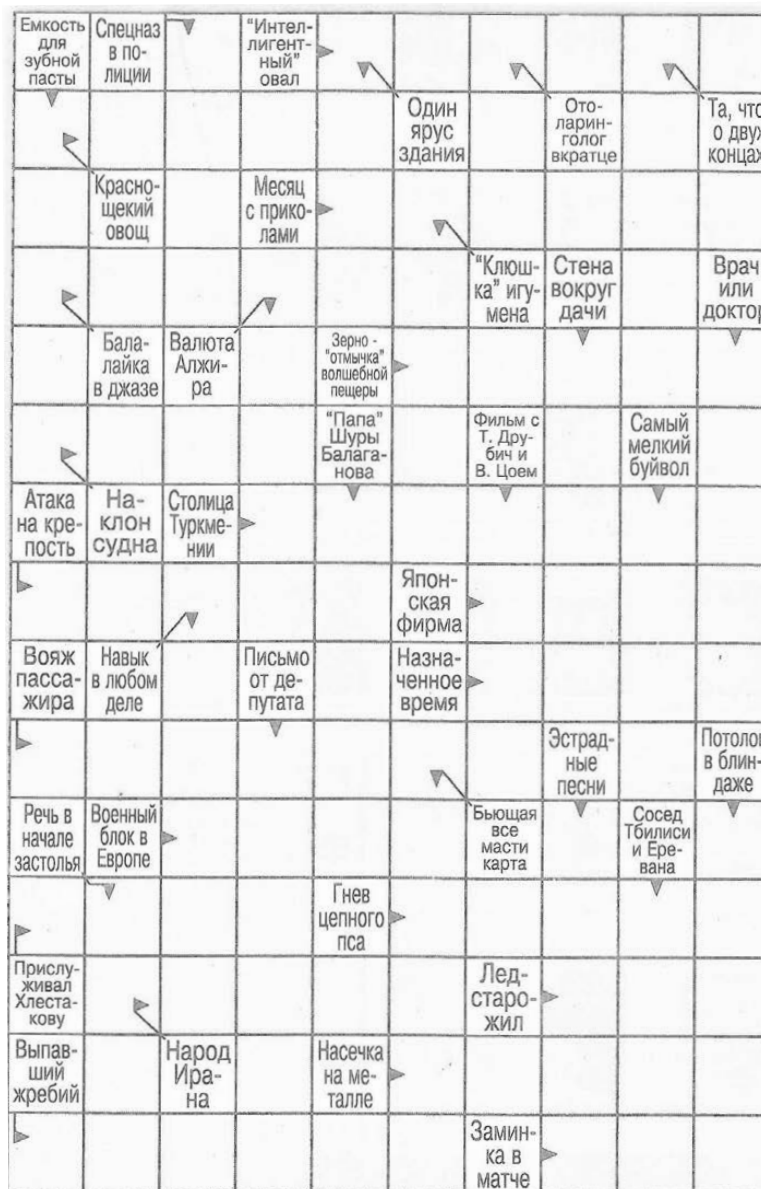 Емкость
для
зубной
пасты
Спецназ
в по-
лиции
"Интел-
лигент-
ный"
овал
Один
ярус
здания
Ото-
ларин-
голог
вкратце
Та, что
о двух
концах
Красно-
щекий
овощ
Месяц
с прико-
лами
"Клюш-
ка" игу-
мена
Стена
вокруг
дачи
Врач
или
доктор
Бала-
лайка
в джазе
Валюта
Алжи-
ра
Зерно -
"отмычка"
волшебной
пещеры
"Папа"
Шуры
Балага-
нова
Фильм с
Т. Дру-
бич и
В. Цоем
Самый
мелкий
буйвол
Атака
на кре-
пость
На-
клон
судна
Столица
Туркме-
нии
Япон-
ская
фирма
Вояж
пасса-
жира
Навык
в любом
деле
Письмо
от де-
путата
Назна-
ченное
время
Эстрад-
ные
песни
Потолок
в блин-
даже
Речь в
начале
застолья
Военный
блок в
Европе
Бьющая
все
масти
карта
Сосед
Тбилиси
и Ере-
вана
Гнев
цепного
пса
Прислу-
живал
Хлеста-
кову
Лед-
старо-
жил
Выпав-
ший
жребий
Народ
Ира-
на
Насечка
на ме-
талле
Замин-
ка в
матче